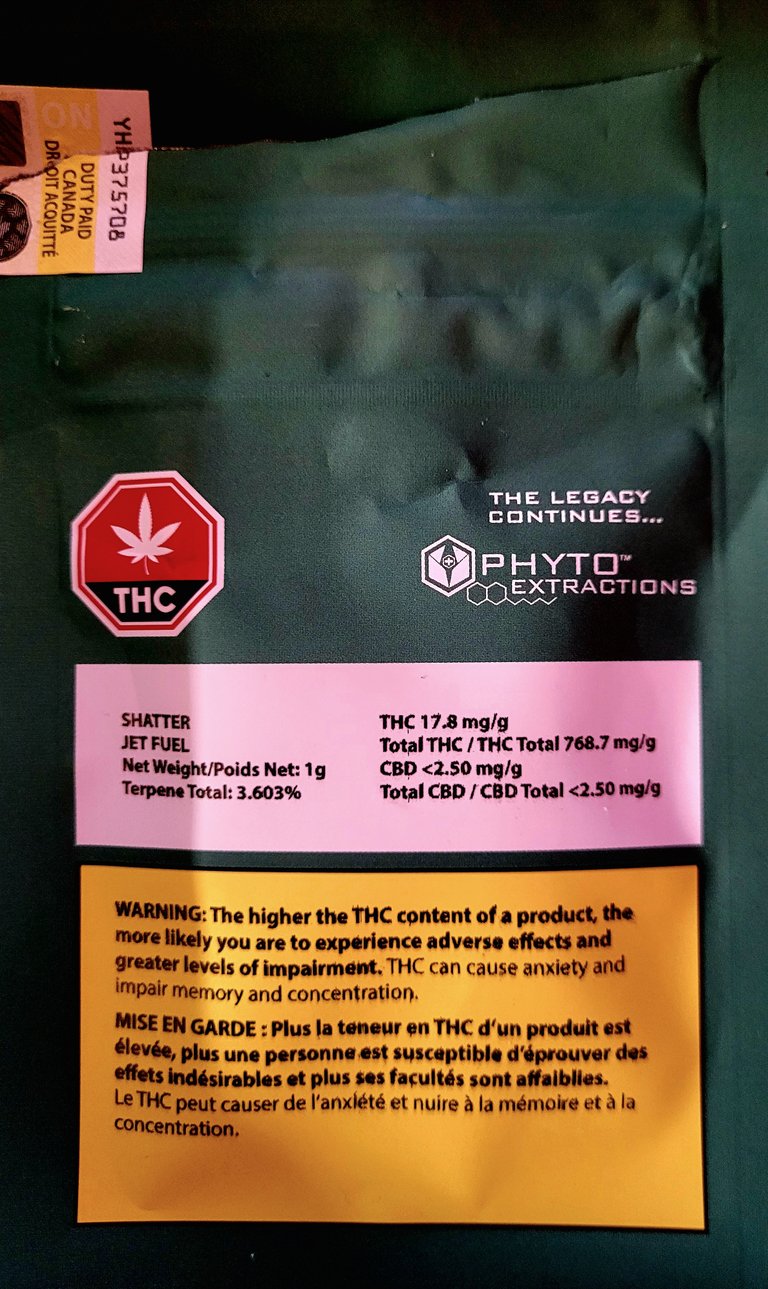 ON
DUTY PAID
CANADA
DROIT ACQUITTÉ
YHP375708
THC
THE LEGACY
CONTINUES...
PHYTO™
EXTRACTIONS
SHATTER
JET FUEL
Net Weight/Poids Net: 1g
Terpene Total: 3.603%
THC 17.8 mg/g
Total THC / THC Total 768.7 mg/g
CBD <2.50 mg/g
Total CBD / CBD Total <2.50 mg/g
WARNING: The higher the THC content of a product, the
more likely you are to experience adverse effects and
greater levels of impairment. THC can cause anxiety and
impair memory and concentration.
MISE EN GARDE : Plus la teneur en THC d'un produit est
élevée, plus une personne est susceptible d'éprouver des
effets indésirables et plus ses facultés sont affaiblies.
Le THC peut causer de l'anxiété et nuire à la mémoire et à la
concentration.